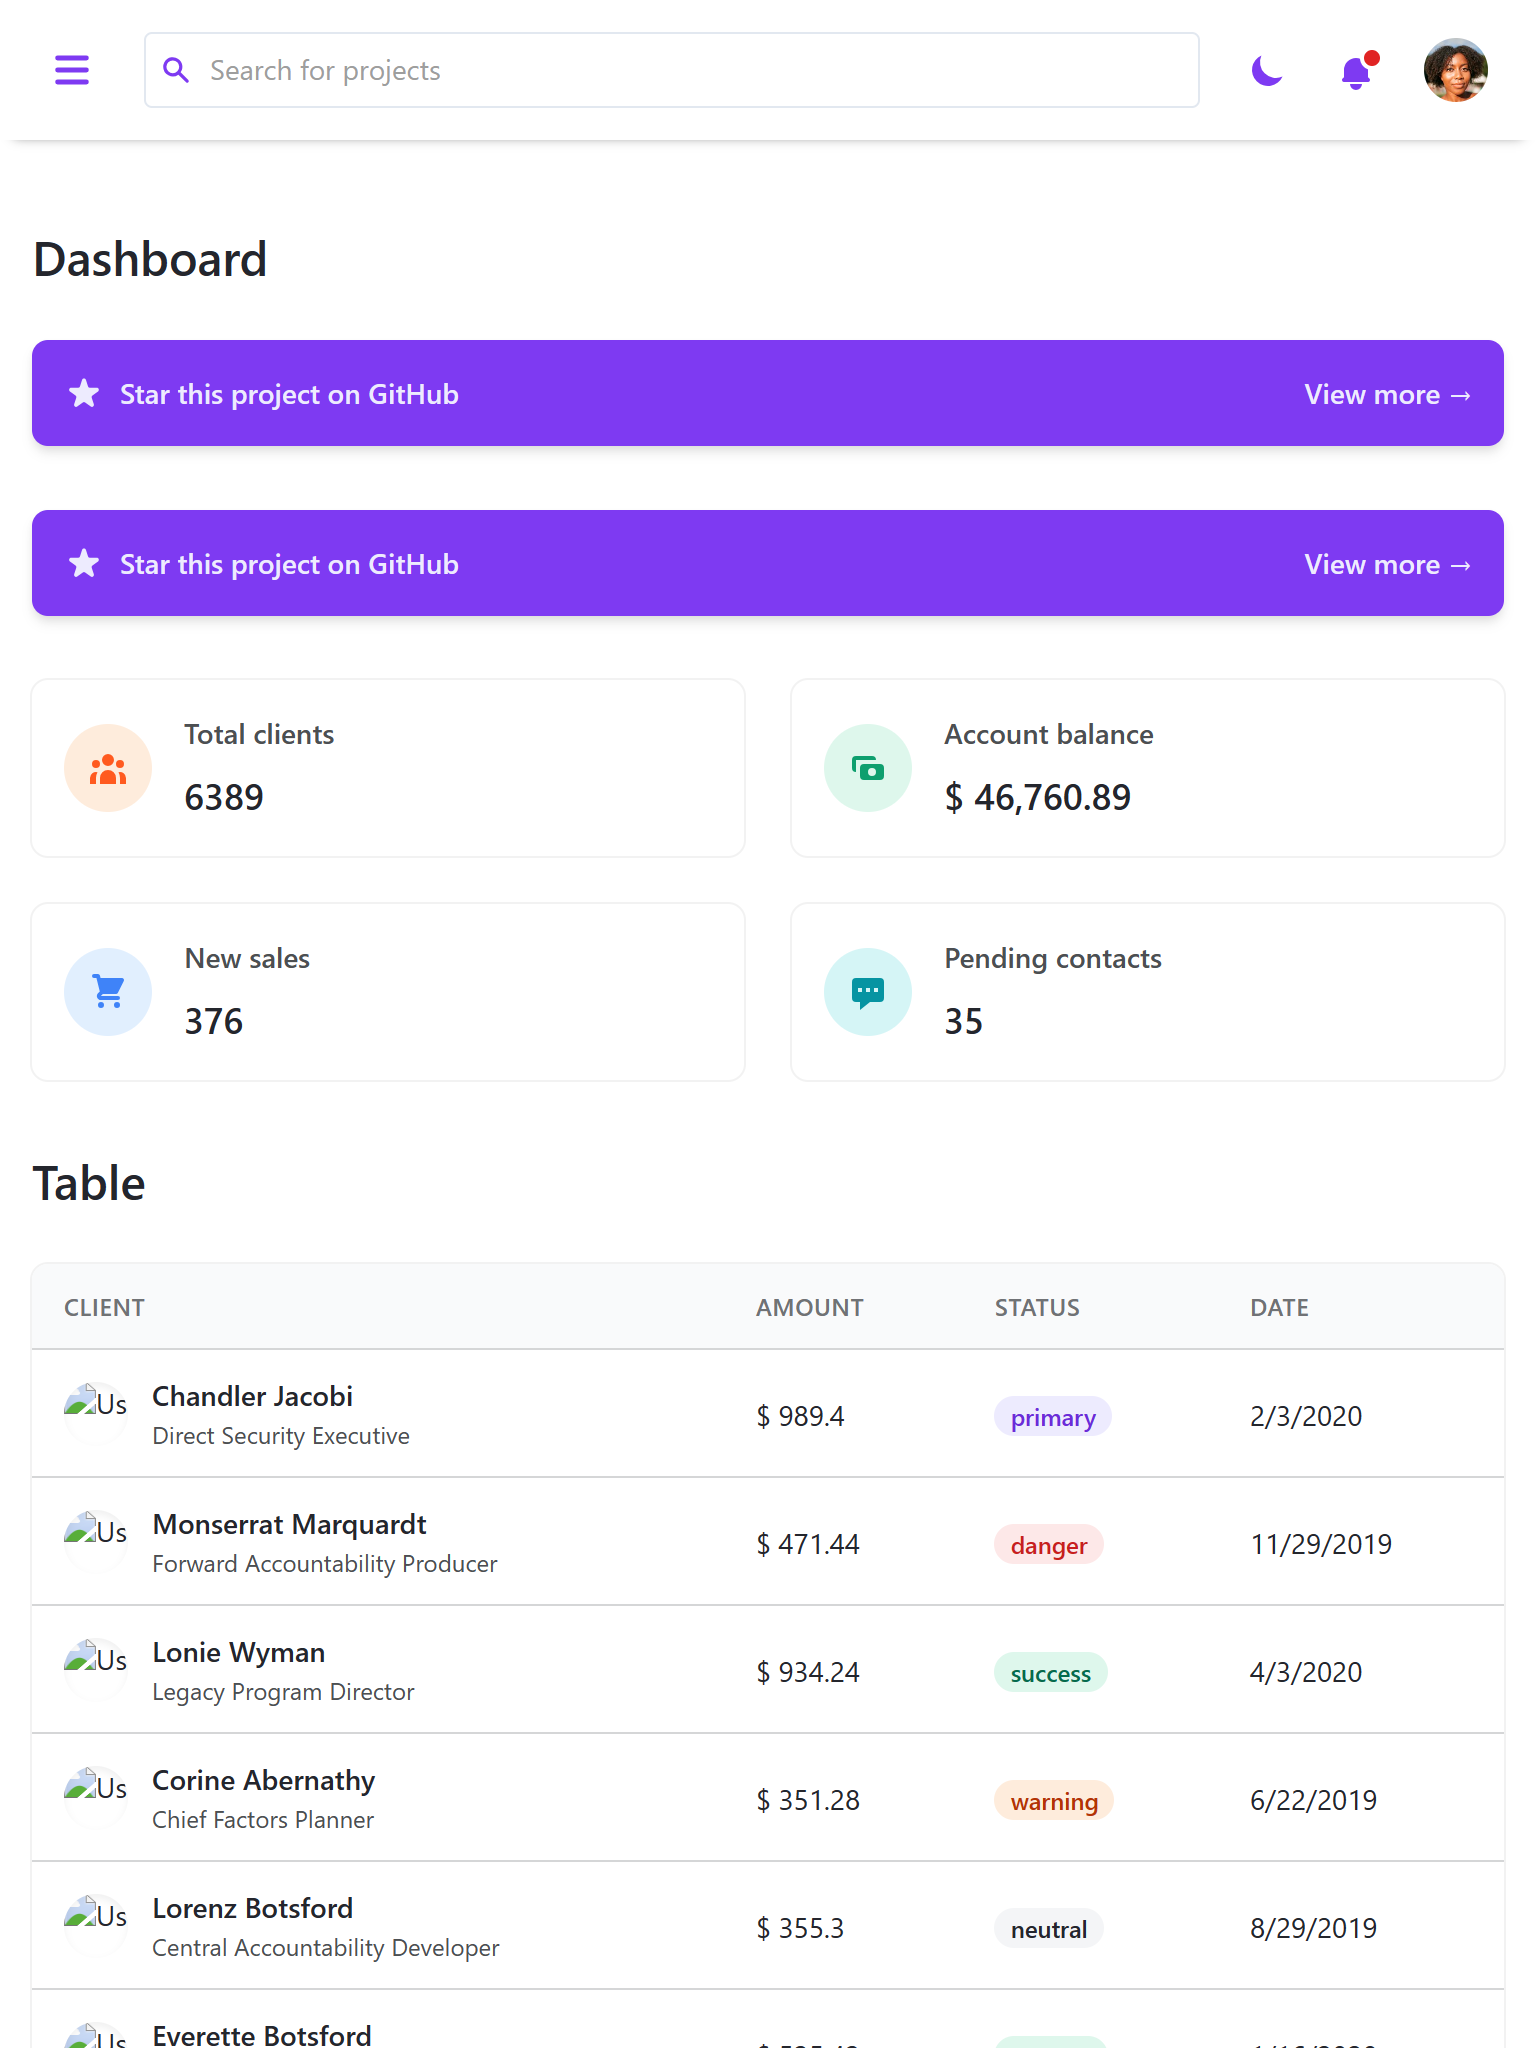 Search for projects
Dashboard
Star this project on GitHub View more →
Star this project on GitHub View more →
Total clients
6389
Account balance
$ 46,760.89
New sales
376
Pending contacts
35
Table
CLIENT AMOUNT STATUS DATE
Us Chandler Jacobi
Direct Security Executive
$ 989.4 primary 2/3/2020
Us Monserrat Marquardt
Forward Accountability Producer
$ 471.44 danger 11/29/2019
Us Lonie Wyman
Legacy Program Director
$ 934.24 success 4/3/2020
Us Corine Abernathy
Chief Factors Planner
$ 351.28 warning 6/22/2019
Us Lorenz Botsford
Central Accountability Developer
$ 355.3 neutral 8/29/2019
Us Everette Botsford